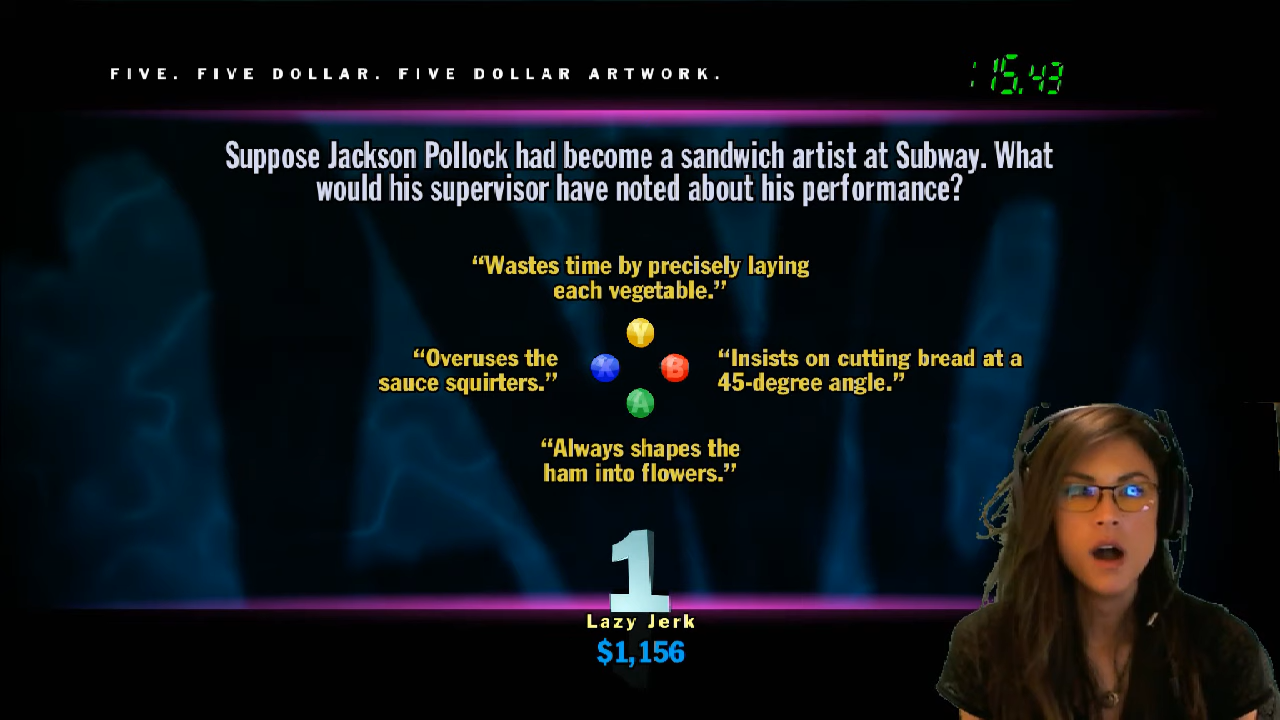 FIVE. FIVE DOLLAR. FIVE DOLLAR ARTWORK.
:15.43
Suppose Jackson Pollock had become a sandwich artist at Subway. What
would his supervisor have noted about his performance?
“Wastes time by precisely laying
each vegetable.”
Y
“Overuses the
sauce squirters.”
X
B
“Insists on cutting bread at a
45-degree angle.”
A
“Always shapes the
ham into flowers.”
1
Lazy Jerk
$1,156